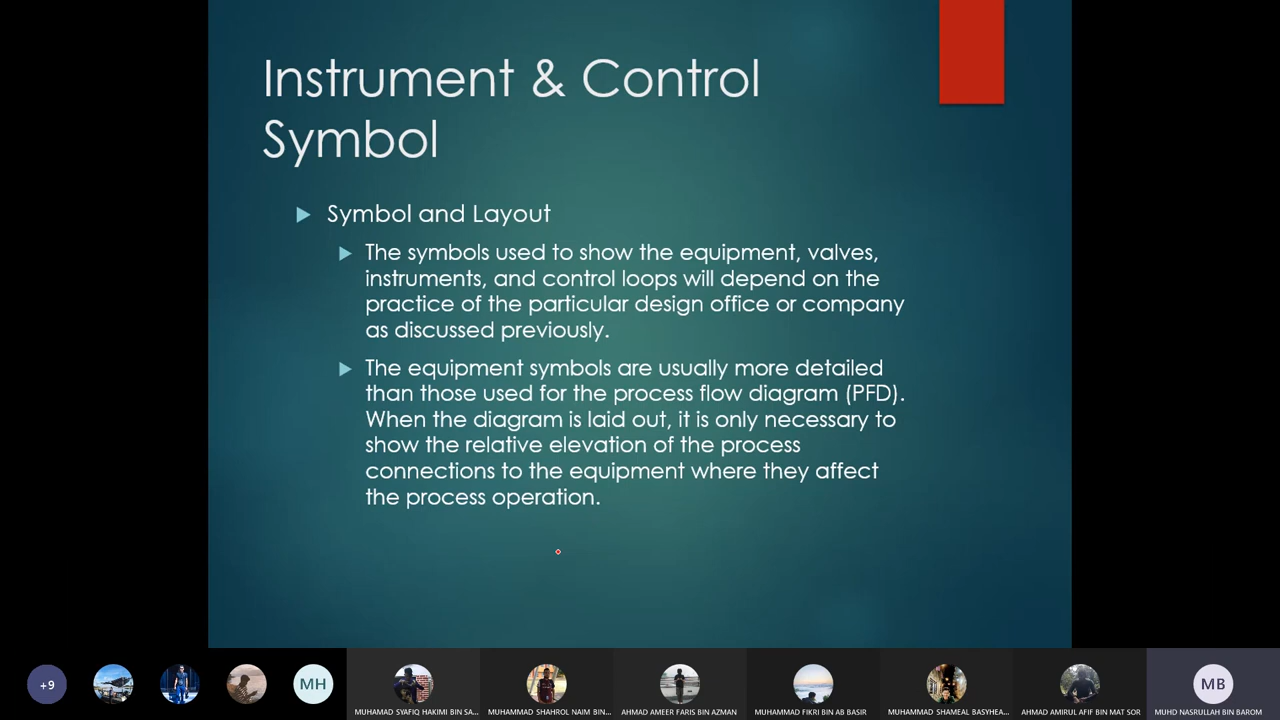 Instrument & Control
Symbol
Symbol and Layout
The symbols used to show the equipment, valves,
instruments, and control loops will depend on the
practice of the particular design office or company
as discussed previously.
The equipment symbols are usually more detailed
than those used for the process flow diagram (PFD).
When the diagram is laid out, it is only necessary to
show the relative elevation of the process
connections to the equipment where they affect
the process operation.
+9
MH
MB
MUHAMAD SYAFIQ HAKIMI BIN SA...
MUHAMMAD SHAHROL NAIM BIN...
AHMAD AMEER FARIS BIN AZMAN
MUHAMMAD FIKRI BIN AB BASIR
MUHAMMAD SHAMEAL BASYHEA...
AHMAD AMIRUL AFIF BIN MAT SOR
MUHD NASRULLAH BIN BAROM